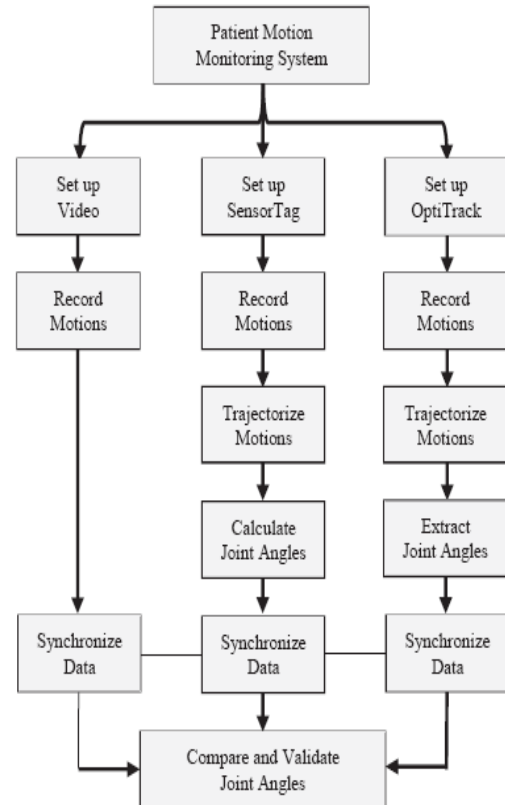 Patient Motion
Monitoring System
Set up
Video
Set up
SensorTag
Set up
OptiTrack
Record
Motions
Record
Motions
Record
Motions
Trajectorize
Motions
Trajectorize
Motions
Calculate
Joint Angles
Extract
Joint Angles
Synchronize
Data
Synchronize
Data
Synchronize
Data
Compare and Validate
Joint Angles